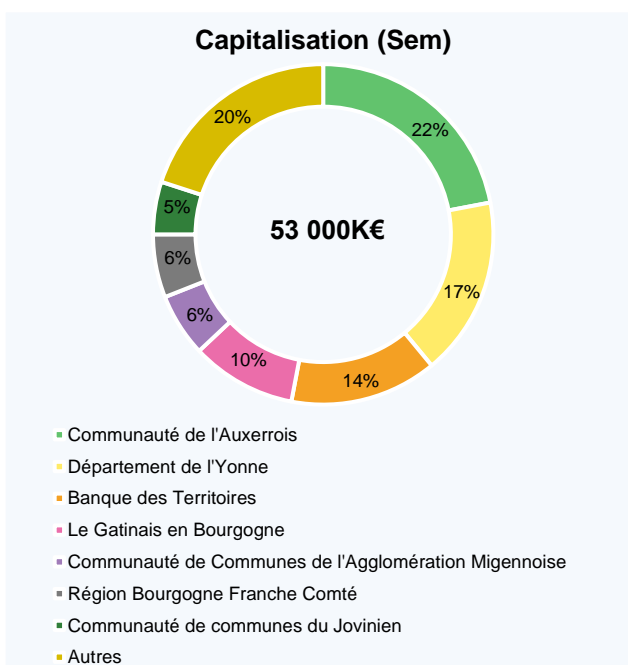 Capitalisation (Sem)
20%
22%
5%
53 000K€
6%
17%
6%
10%
14%
Communauté de l'Auxerrois
Département de l'Yonne
Banque des Territoires
Le Gatinais en Bourgogne
Communauté de Communes de l'Agglomération Migennoise
Région Bourgogne Franche Comté
Communauté de communes du Jovinien
Autres